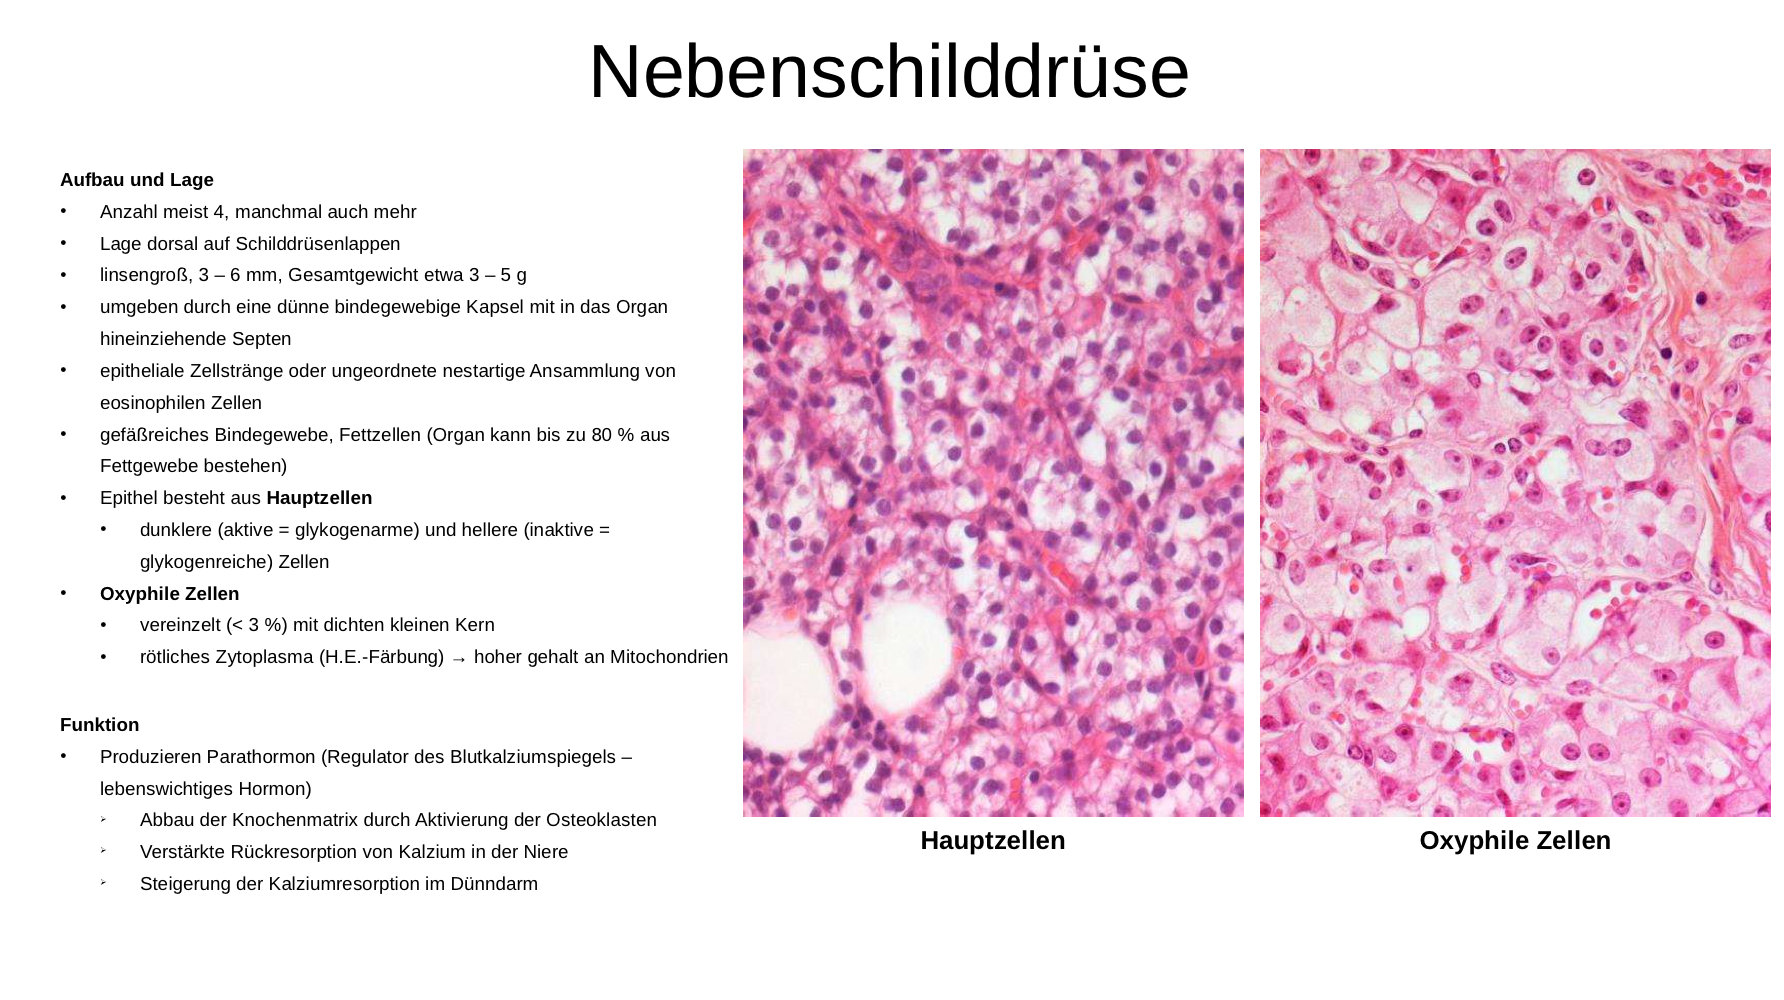 Nebenschilddrüse
Aufbau und Lage
• Anzahl meist 4, manchmal auch mehr
• Lage dorsal auf Schilddrüsenlappen
• linsengroß, 3 – 6 mm, Gesamtgewicht etwa 3 – 5 g
• umgeben durch eine dünne bindegewebige Kapsel mit in das Organ
hineinziehende Septen
• epitheliale Zellstränge oder ungeordnete nestartige Ansammlung von
eosinophilen Zellen
• gefäßreiches Bindegewebe, Fettzellen (Organ kann bis zu 80 % aus
Fettgewebe bestehen)
• Epithel besteht aus Hauptzellen
• dunklere (aktive = glykogenarme) und hellere (inaktive =
glykogenreiche) Zellen
• Oxyphile Zellen
• vereinzelt (< 3 %) mit dichten kleinen Kern
• rötliches Zytoplasma (H.E.-Färbung) → hoher gehalt an Mitochondrien
Funktion
• Produzieren Parathormon (Regulator des Blutkalziumspiegels –
lebenswichtiges Hormon)
➢ Abbau der Knochenmatrix durch Aktivierung der Osteoklasten
➢ Verstärkte Rückresorption von Kalzium in der Niere
➢ Steigerung der Kalziumresorption im Dünndarm
Hauptzellen
Oxyphile Zellen